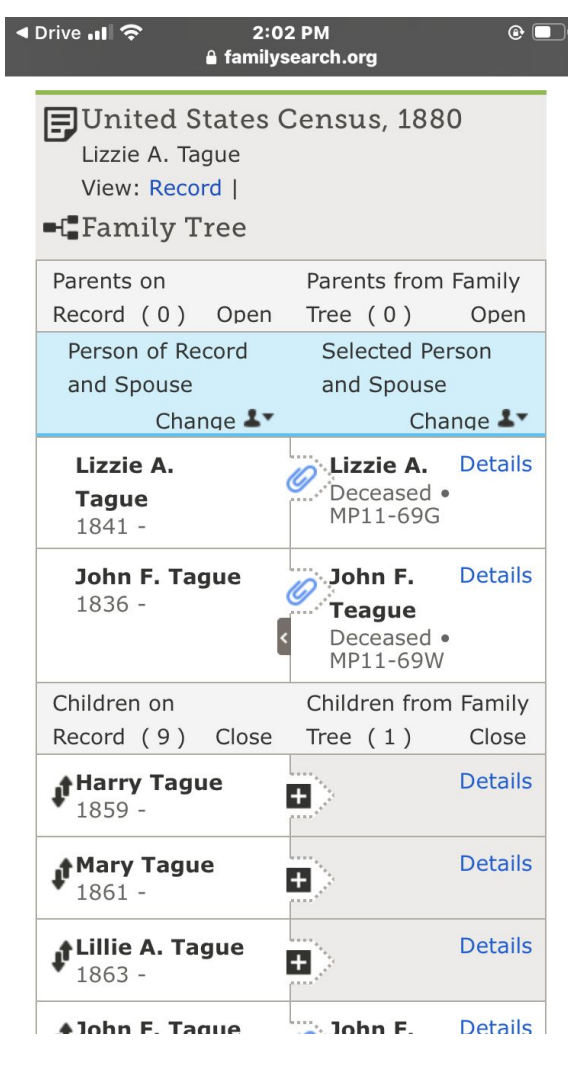 Drive 2:02 PM
familysearch.org
United States Census, 1880
Lizzie A. Tague
View: Record |
Family Tree
Parents on Record ( 0 ) Open
Parents from Family Tree ( 0 ) Open
Person of Record and Spouse
Change
Selected Person and Spouse
Change
Lizzie A. Tague
1841 -
Lizzie A.
Deceased •
MP11-69G
Details
John F. Tague
1836 -
John F.
Teague
Deceased •
MP11-69W
Details
Children on Record ( 9 ) Close
Children from Family Tree ( 1 ) Close
Harry Tague
1859 -
Details
Mary Tague
1861 -
Details
Lillie A. Tague
1863 -
Details
John F. Tague
John F.
Details